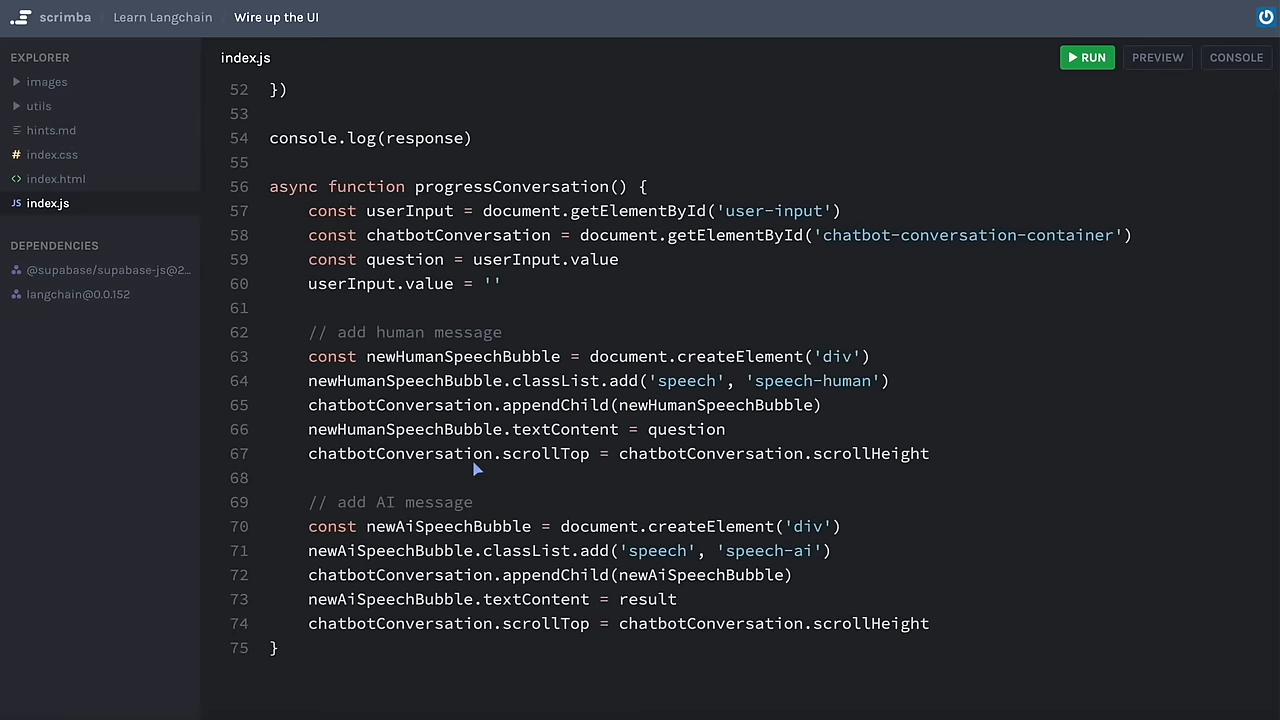 scrimba
Learn Langchain
Wire up the UI
EXPLORER
images
utils
hints.md
# index.css
<> index.html
JS index.js
DEPENDENCIES
@supabase/supabase-js@2...
langchain@0.0.152
index.js
RUN
PREVIEW
CONSOLE
52 })
53
54 console.log(response)
55
56 async function progressConversation() {
57     const userInput = document.getElementById('user-input')
58     const chatbotConversation = document.getElementById('chatbot-conversation-container')
59     const question = userInput.value
60     userInput.value = ''
61
62     // add human message
63     const newHumanSpeechBubble = document.createElement('div')
64     newHumanSpeechBubble.classList.add('speech', 'speech-human')
65     chatbotConversation.appendChild(newHumanSpeechBubble)
66     newHumanSpeechBubble.textContent = question
67     chatbotConversation.scrollTop = chatbotConversation.scrollHeight
68
69     // add AI message
70     const newAiSpeechBubble = document.createElement('div')
71     newAiSpeechBubble.classList.add('speech', 'speech-ai')
72     chatbotConversation.appendChild(newAiSpeechBubble)
73     newAiSpeechBubble.textContent = result
74     chatbotConversation.scrollTop = chatbotConversation.scrollHeight
75 }